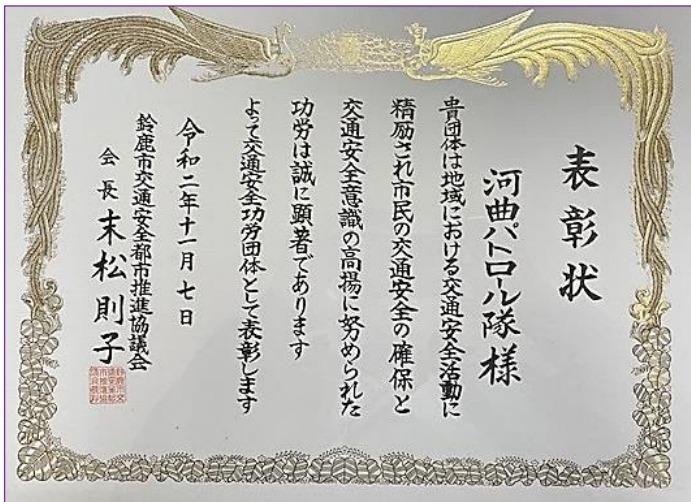 表彰状
河曲パトロール隊様
貴団体は地域における交通安全活動に
精励され市民の交通安全の確保と
交通安全意識の高揚に努められた
功労は誠に顕著であります
よって交通安全功労団体として表彰します
令和二年十一月七日
鈴鹿市交通安全都市推進協議会
会長 末松則子